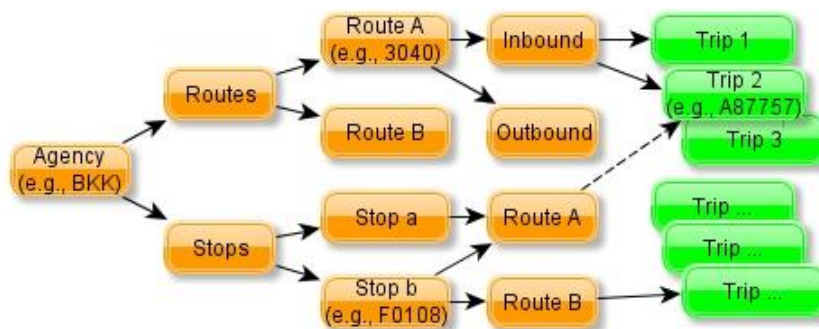 Agency
(e.g., BKK)
Routes
Stops
Route A
(e.g., 3040)
Route B
Stop a
Stop b
(e.g., F0108)
Inbound
Outbound
Route A
Route B
Trip 1
Trip 2
(e.g., A87757)
Trip 3
Trip ...
Trip ...
Trip ...